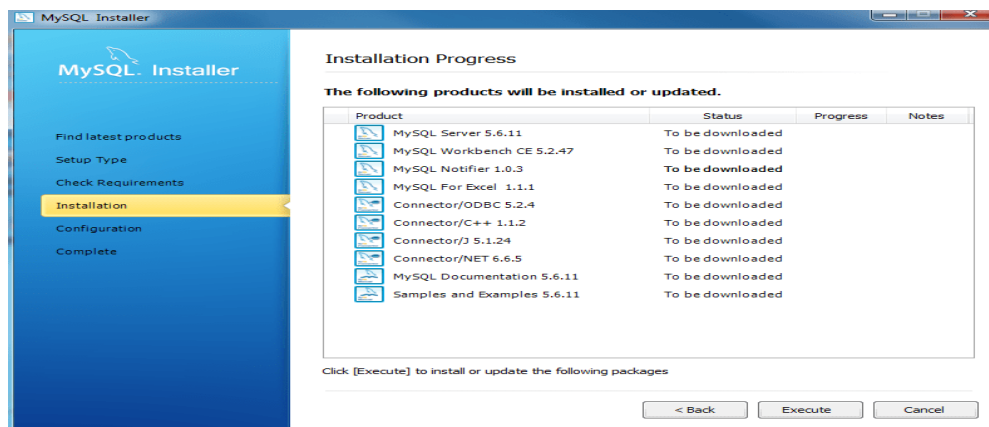 MySQL Installer
MySQL. Installer
Find latest products
Setup Type
Check Requirements
Installation
Configuration
Complete
Installation Progress
The following products will be installed or updated.
Product Status Progress Notes
MySQL Server 5.6.11 To be downloaded
MySQL Workbench CE 5.2.47 To be downloaded
MySQL Notifier 1.0.3 To be downloaded
MySQL For Excel 1.1.1 To be downloaded
Connector/ODBC 5.2.4 To be downloaded
Connector/C++ 1.1.2 To be downloaded
Connector/J 5.1.24 To be downloaded
Connector/NET 6.6.5 To be downloaded
MySQL Documentation 5.6.11 To be downloaded
Samples and Examples 5.6.11 To be downloaded
Click [Execute] to install or update the following packages
< Back Execute Cancel